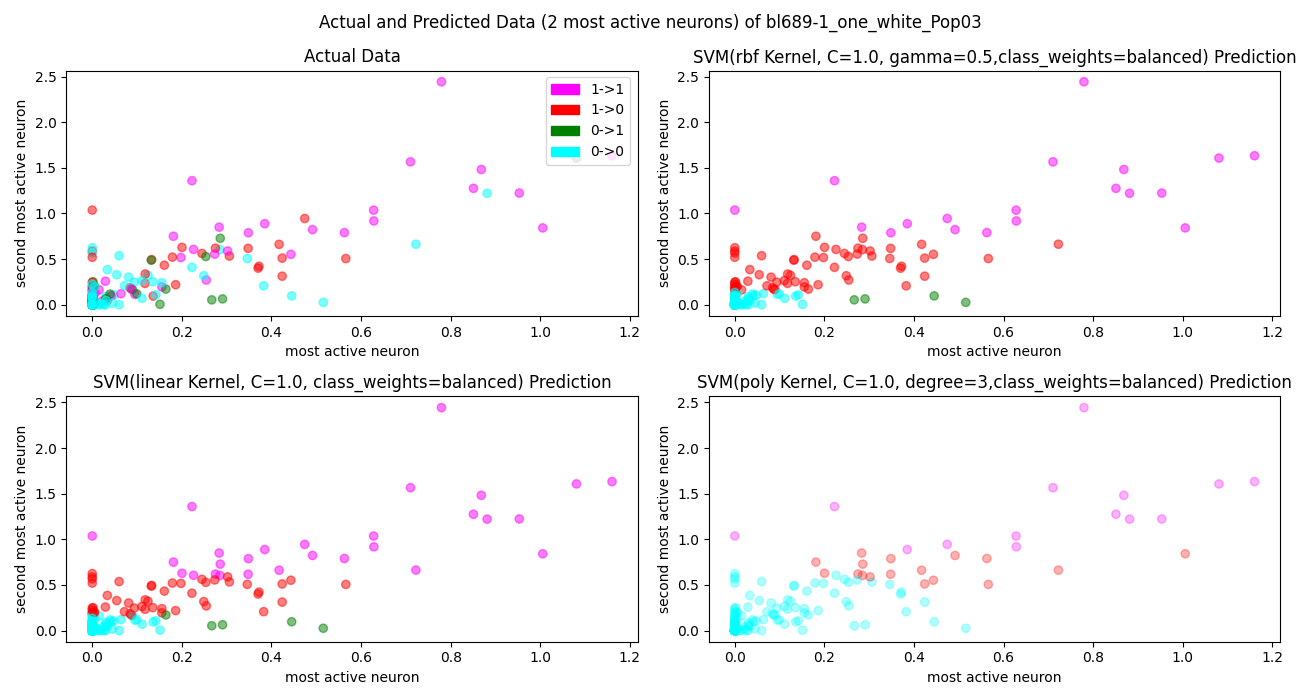 Actual and Predicted Data (2 most active neurons) of bl689-1_one_white_Pop03
Actual Data
2.5
2.0
1.5
1.0
0.5
0.0
second most active neuron
1->1
1->0
0->1
0->0
0.0 0.2 0.4 0.6 0.8 1.0 1.2
most active neuron
SVM(rbf Kernel, C=1.0, gamma=0.5,class_weights=balanced) Prediction
2.5
2.0
1.5
1.0
0.5
0.0
second most active neuron
0.0 0.2 0.4 0.6 0.8 1.0 1.2
most active neuron
SVM(linear Kernel, C=1.0, class_weights=balanced) Prediction
2.5
2.0
1.5
1.0
0.5
0.0
second most active neuron
0.0 0.2 0.4 0.6 0.8 1.0 1.2
most active neuron
SVM(poly Kernel, C=1.0, degree=3,class_weights=balanced) Prediction
2.5
2.0
1.5
1.0
0.5
0.0
second most active neuron
0.0 0.2 0.4 0.6 0.8 1.0 1.2
most active neuron